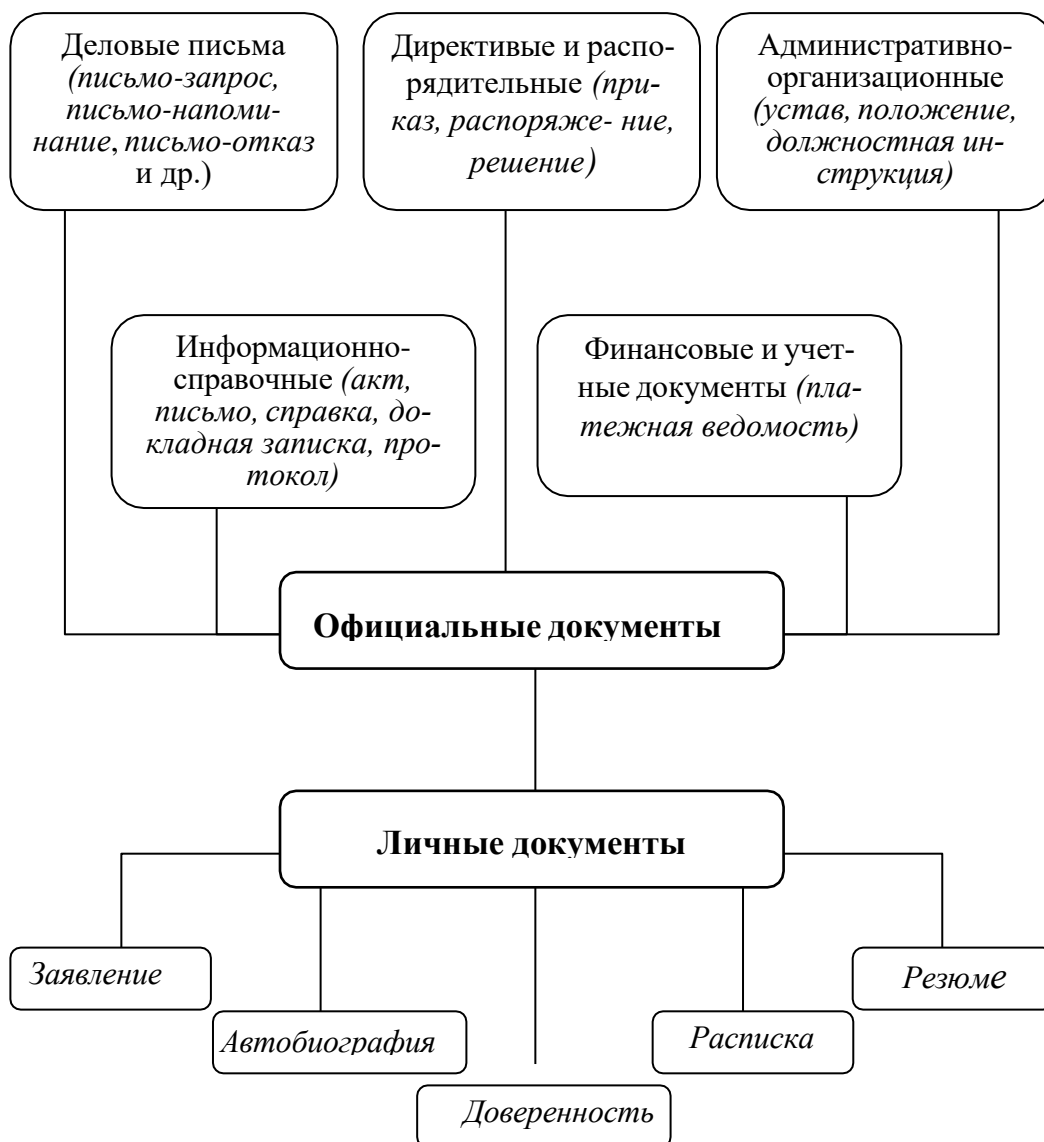 Деловые письма
(письмо-запрос,
письмо-напоми-
нание, письмо-отказ
и др.)
Директивые и распо-
рядительные (при-
каз, распоряже- ние,
решение)
Административно-
организационные
(устав, положение,
должностная ин-
струкция)
Информационно-
справочные (акт,
письмо, справка, до-
кладная записка, про-
токол)
Финансовые и учет-
ные документы (пла-
тежная ведомость)
Официальные документы
Личные документы
Заявление
Резюме
Автобиография
Расписка
Доверенность